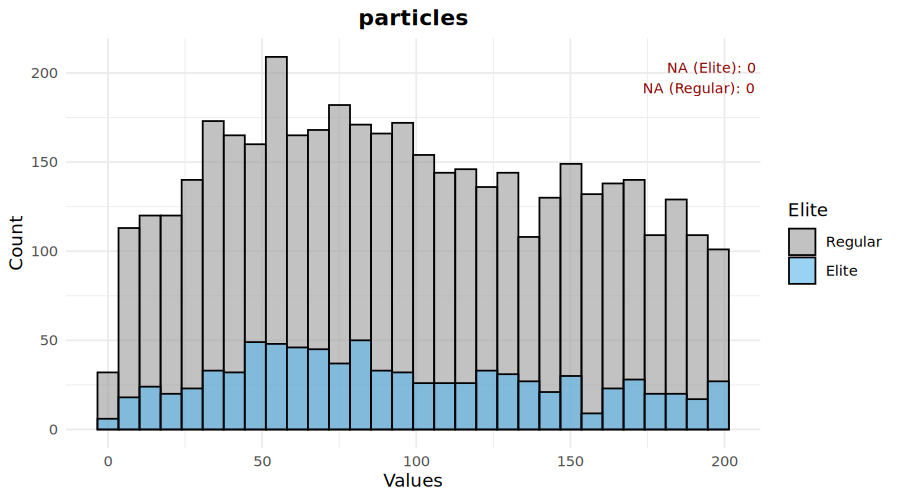 particles
NA (Elite): 0
NA (Regular): 0
200
150
100
50
0
Count
0 50 100 150 200
Values
Elite
Regular
Elite